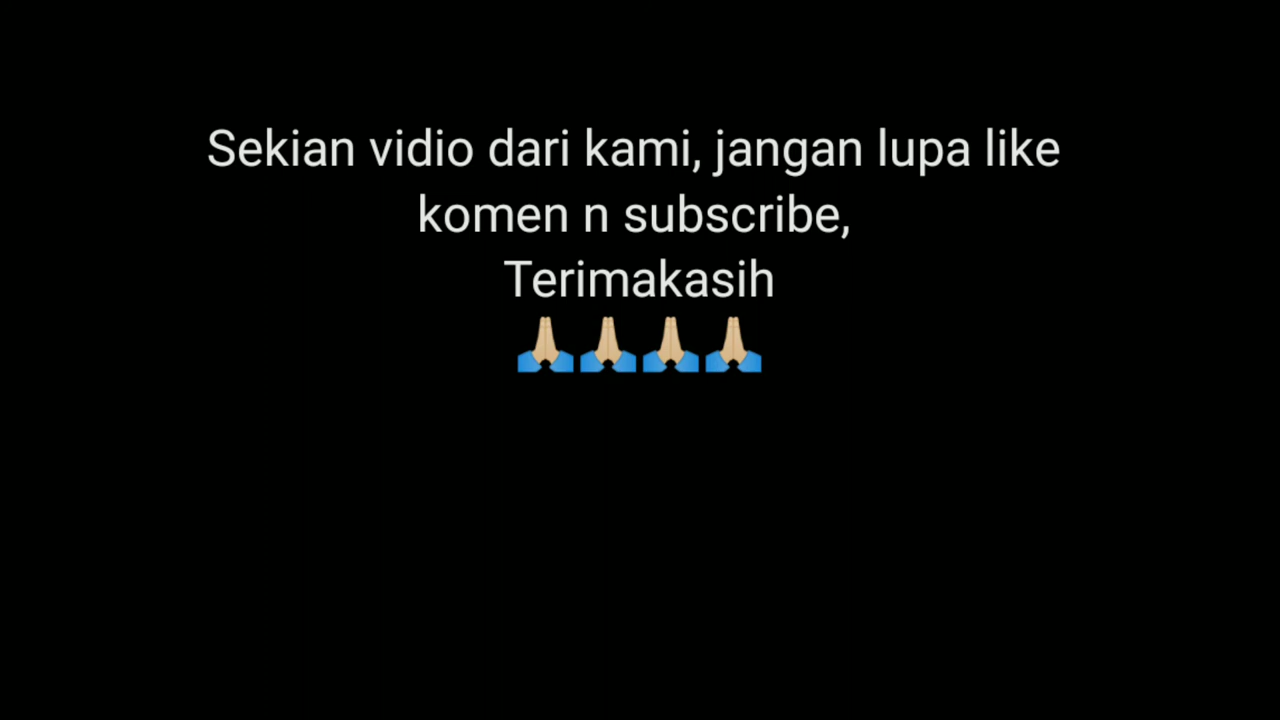 Sekian vidio dari kami, jangan lupa like
komen n subscribe,
Terimakasih
🙏🏼🙏🏼🙏🏼🙏🏼